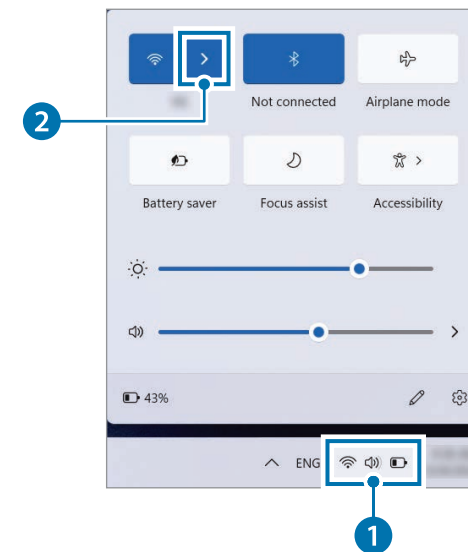 2
Not connected
Airplane mode
Battery saver
Focus assist
Accessibility
43%
ENG
1